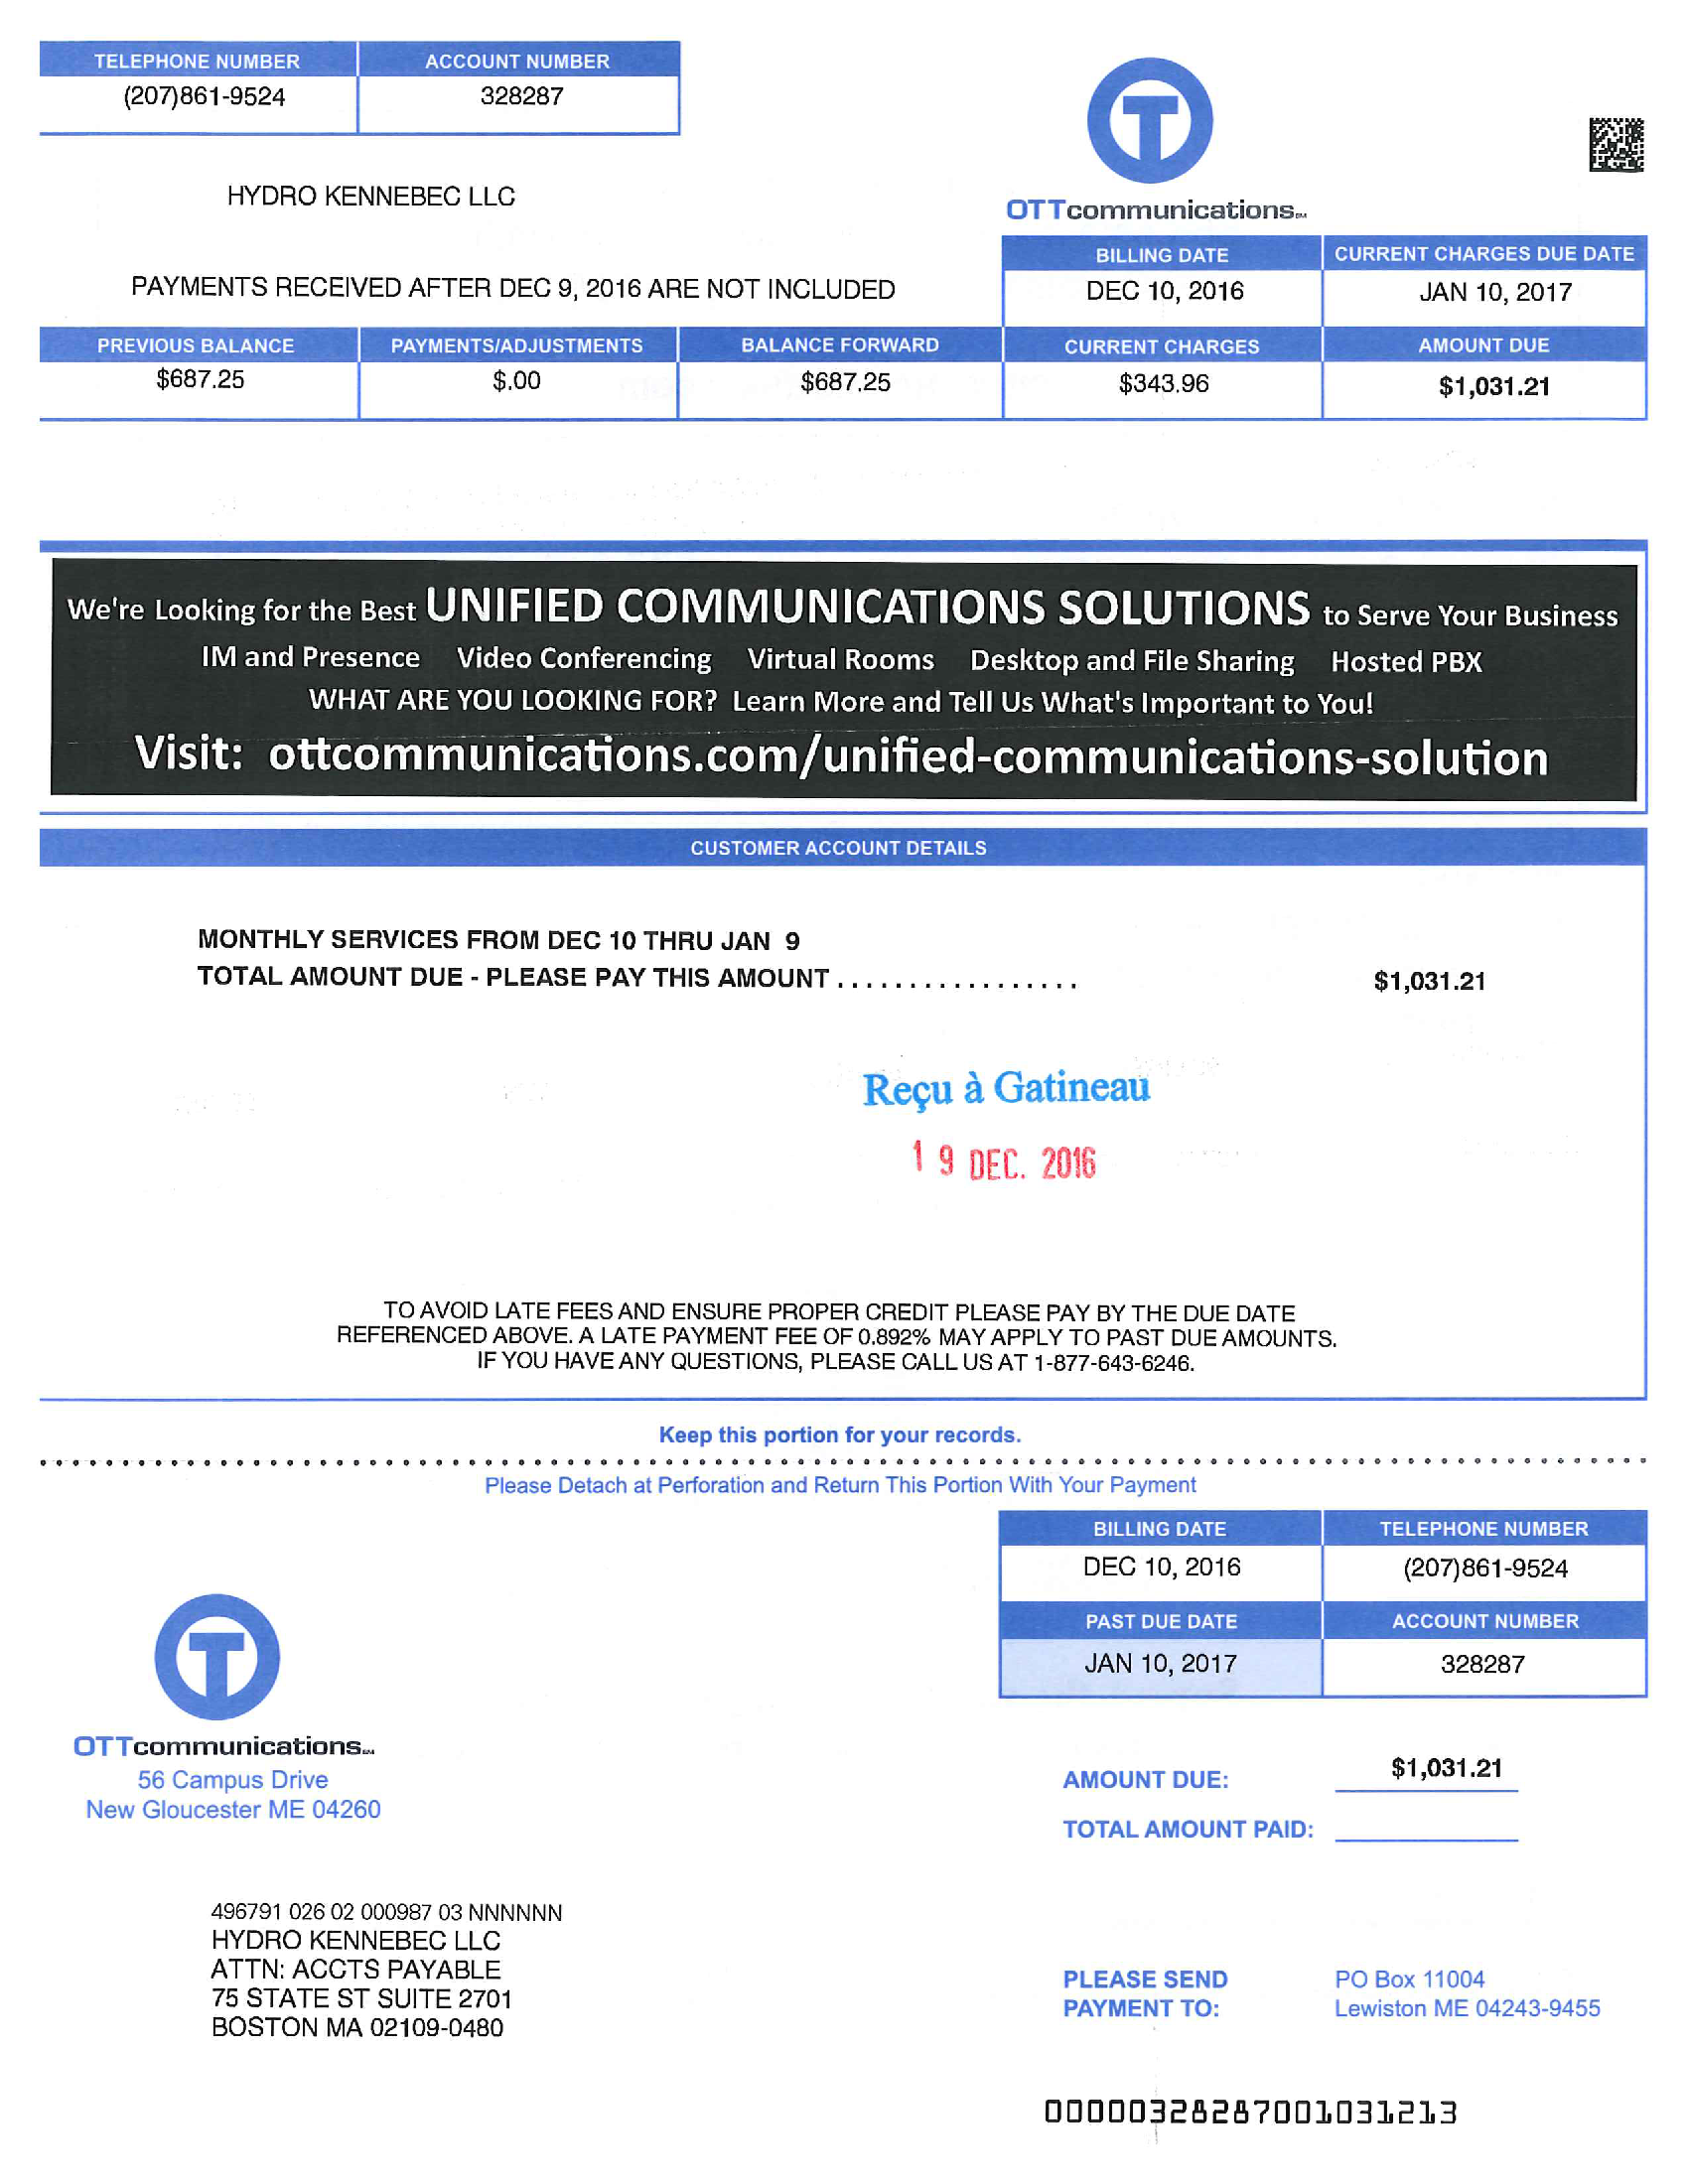 TELEPHONE NUMBER ACCOUNT NUMBER
(207)861-9524 328287
HYDRO KENNEBEC LLC
OTTcommunications
PAYMENTS RECEIVED AFTER DEC 9, 2016 ARE NOT INCLUDED
BILLING DATE CURRENT CHARGES DUE DATE
DEC 10, 2016 JAN 10, 2017
PREVIOUS BALANCE PAYMENTS/ADJUSTMENTS BALANCE FORWARD CURRENT CHARGES AMOUNT DUE
$687.25 $.00 $687.25 $343.96 $1,031.21
We're Looking for the Best UNIFIED COMMUNICATIONS SOLUTIONS to Serve Your Business
IM and Presence Video Conferencing Virtual Rooms Desktop and File Sharing Hosted PBX
WHAT ARE YOU LOOKING FOR? Learn More and Tell Us What's Important to You!
Visit: ottcommunications.com/unified-communications-solution
CUSTOMER ACCOUNT DETAILS
MONTHLY SERVICES FROM DEC 10 THRU JAN 9
TOTAL AMOUNT DUE - PLEASE PAY THIS AMOUNT . . . . . . . . . . . . . . . . . $1,031.21
Reçu à Gatineau
19 DEC. 2016
TO AVOID LATE FEES AND ENSURE PROPER CREDIT PLEASE PAY BY THE DUE DATE
REFERENCED ABOVE. A LATE PAYMENT FEE OF 0.892% MAY APPLY TO PAST DUE AMOUNTS.
IF YOU HAVE ANY QUESTIONS, PLEASE CALL US AT 1-877-643-6246.
Keep this portion for your records.
Please Detach at Perforation and Return This Portion With Your Payment
BILLING DATE TELEPHONE NUMBER
DEC 10, 2016 (207)861-9524
PAST DUE DATE ACCOUNT NUMBER
JAN 10, 2017 328287
OTTcommunications
56 Campus Drive
New Gloucester ME 04260
AMOUNT DUE: $1,031.21
TOTAL AMOUNT PAID:
496791 026 02 000987 03 NNNNNN
HYDRO KENNEBEC LLC
ATTN: ACCTS PAYABLE
75 STATE ST SUITE 2701
BOSTON MA 02109-0480
PLEASE SEND PAYMENT TO:
PO Box 11004
Lewiston ME 04243-9455
000003282870010312​13